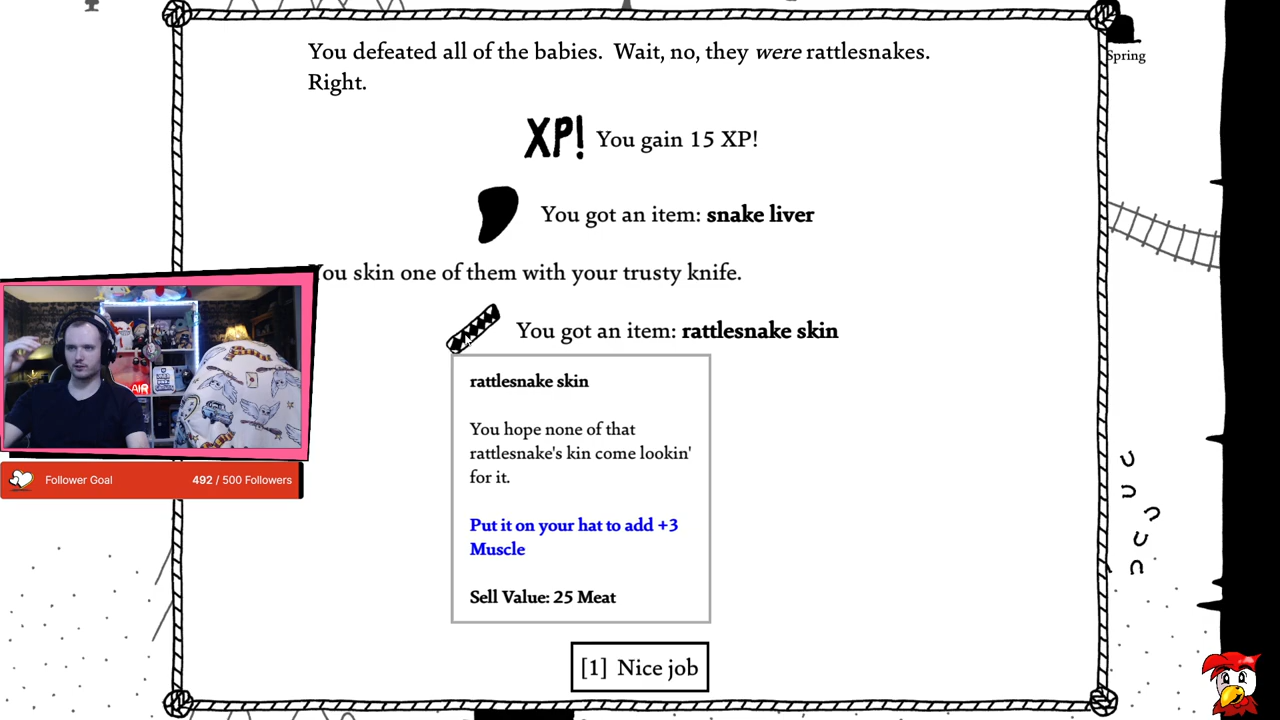 You defeated all of the babies. Wait, no, they were rattlesnakes.
Right.
Spring
XP! You gain 15 XP!
You got an item: snake liver
You skin one of them with your trusty knife.
You got an item: rattlesnake skin
rattlesnake skin
You hope none of that
rattlesnake's kin come lookin'
for it.
Put it on your hat to add +3
Muscle
Sell Value: 25 Meat
[1] Nice job
AIR
Follower Goal 492 / 500 Followers